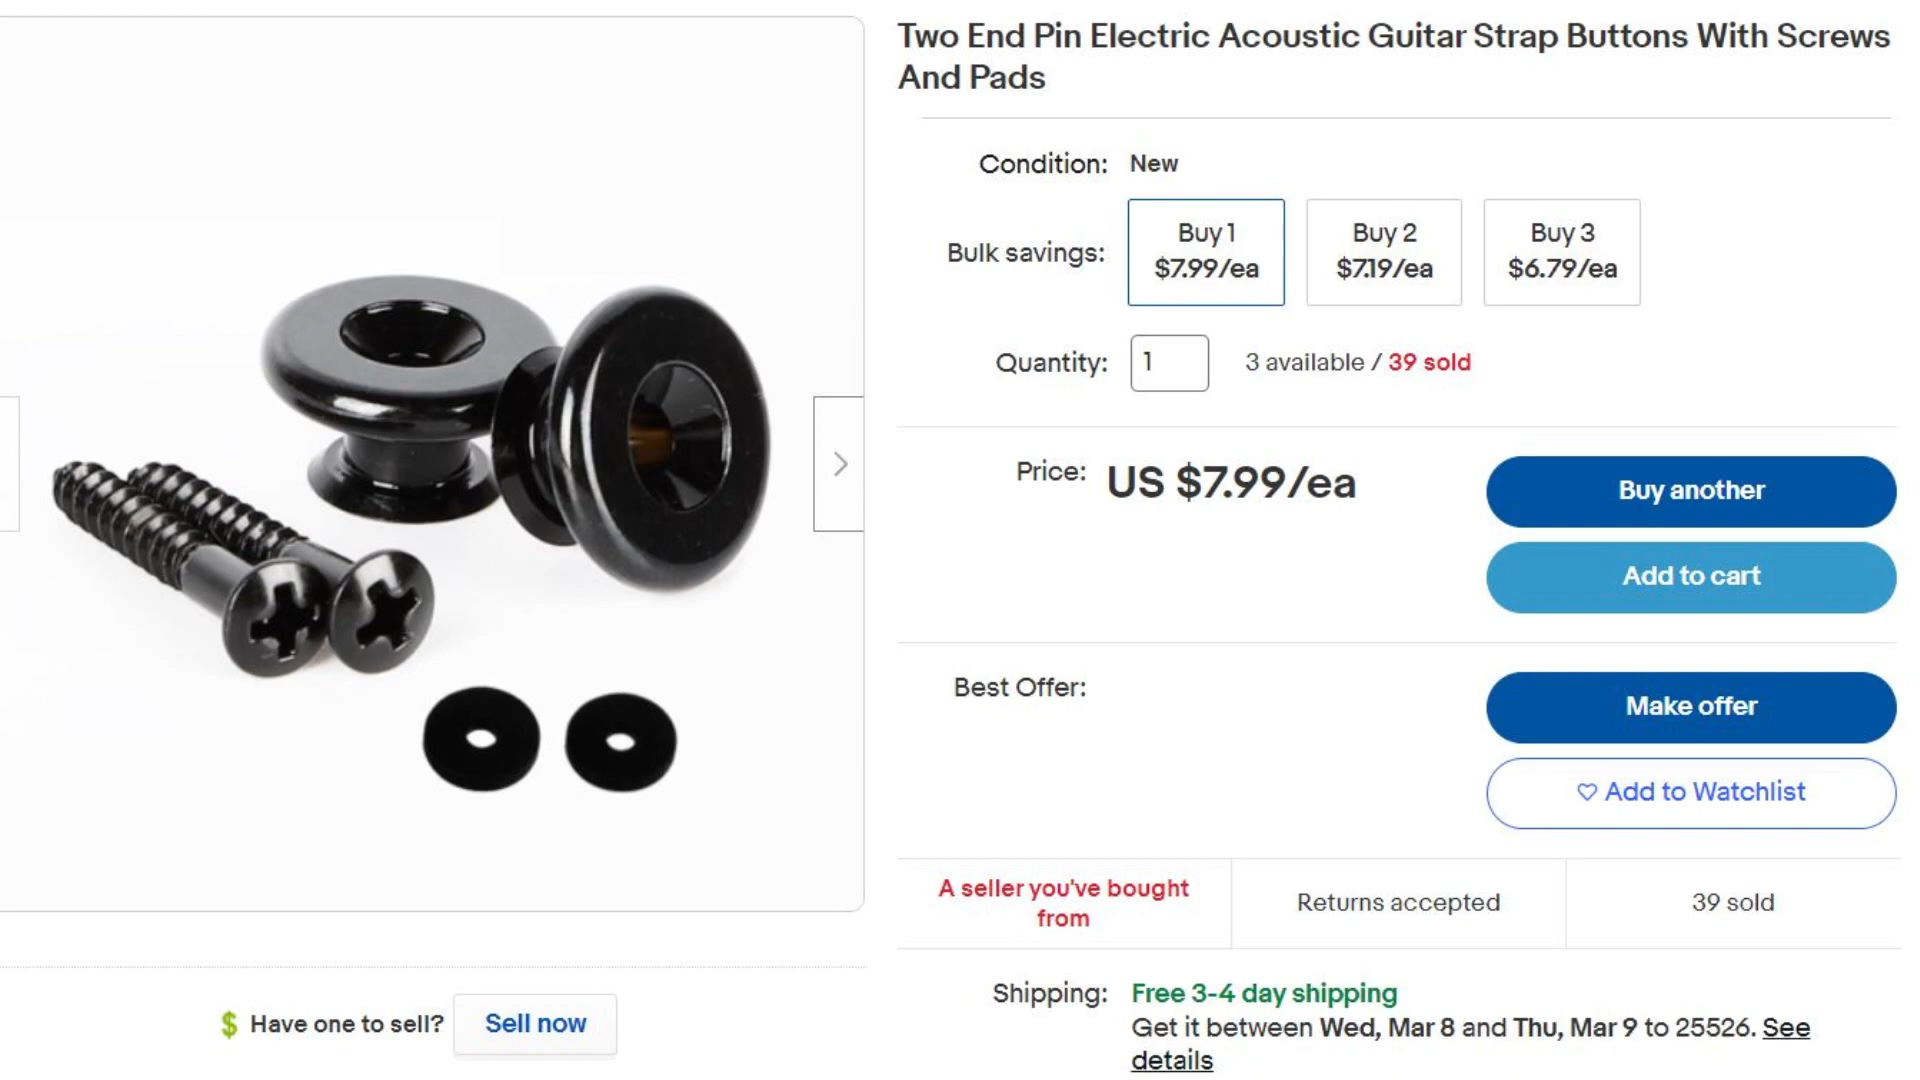 Two End Pin Electric Acoustic Guitar Strap Buttons With Screws
And Pads
Condition: New
Bulk savings:
Buy 1
$7.99/ea
Buy 2
$7.19/ea
Buy 3
$6.79/ea
Quantity: 1 3 available / 39 sold
Price: US $7.99/ea
Buy another
Add to cart
Best Offer:
Make offer
Add to Watchlist
A seller you've bought
from
Returns accepted
39 sold
Shipping: Free 3-4 day shipping
Get it between Wed, Mar 8 and Thu, Mar 9 to 25526. See
details
$ Have one to sell? Sell now